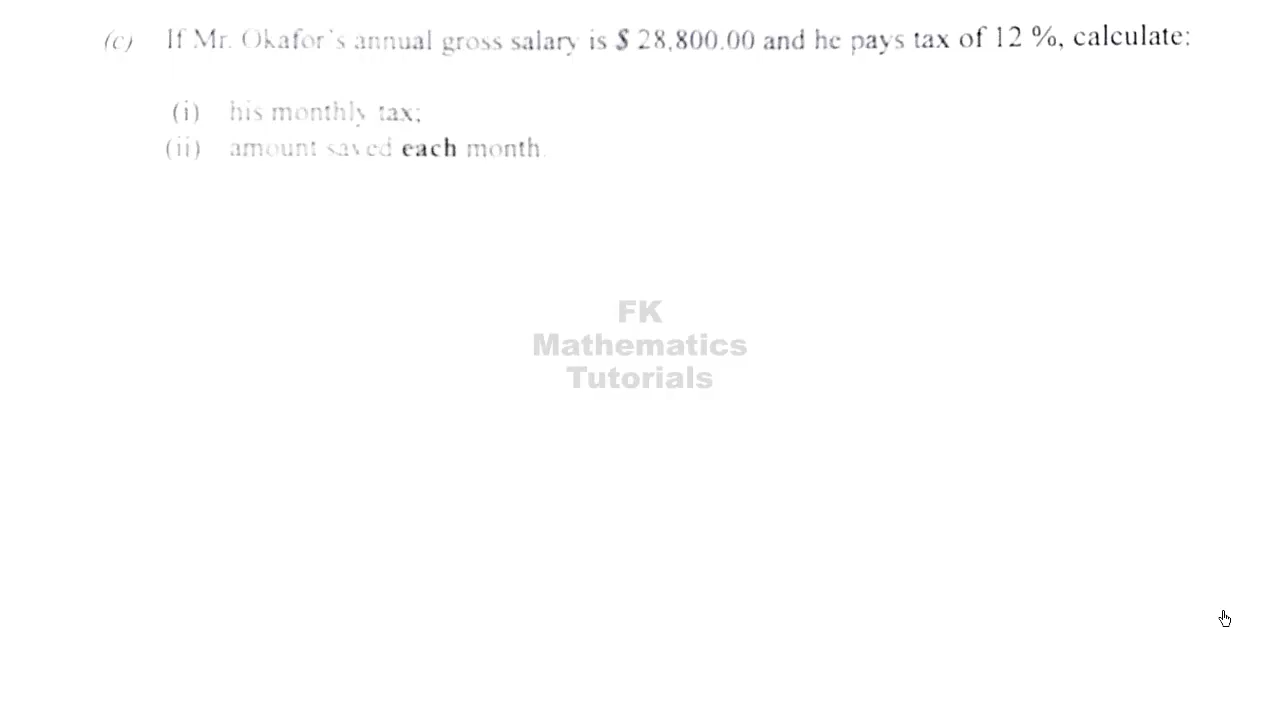 (c) If Mr. Okafor's annual gross salary is $ 28,800.00 and he pays tax of 12 %, calculate:
(i) his monthly tax;
(ii) amount saved each month.
FK
Mathematics
Tutorials